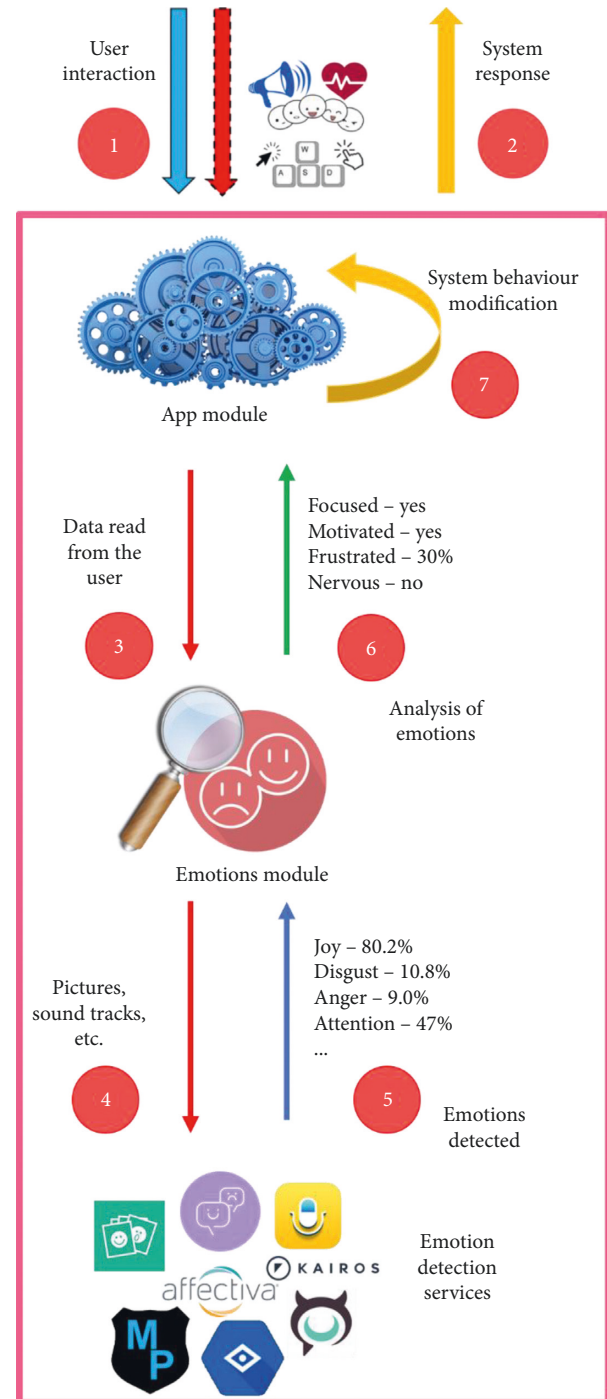 User
interaction
1
W
A S D
System
response
2
App module
System behaviour
modification
7
Data read
from the
user
3
Focused – yes
Motivated – yes
Frustrated – 30%
Nervous – no
6
Analysis of
emotions
Emotions module
Pictures,
sound tracks,
etc.
4
Joy – 80.2%
Disgust – 10.8%
Anger – 9.0%
Attention – 47%
...
5
Emotions
detected
KAIROS
affectiva
M
P
Emotion
detection
services